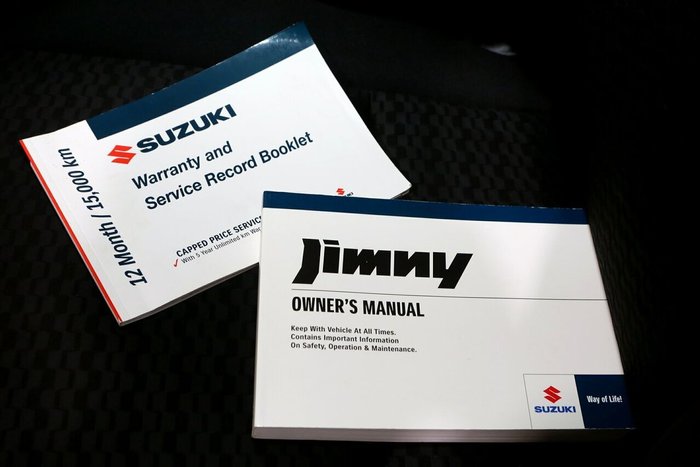 SUZUKI
Warranty and
Service Record Booklet
12 Month / 15,000 km
CAPPED PRICE SERVICE
✓ With 5 Year Unlimited km
Jimny
OWNER'S MANUAL
Keep With Vehicle At All Times.
Contains Important Information
On Safety, Operation & Maintenance.
SUZUKI
Way of Life!